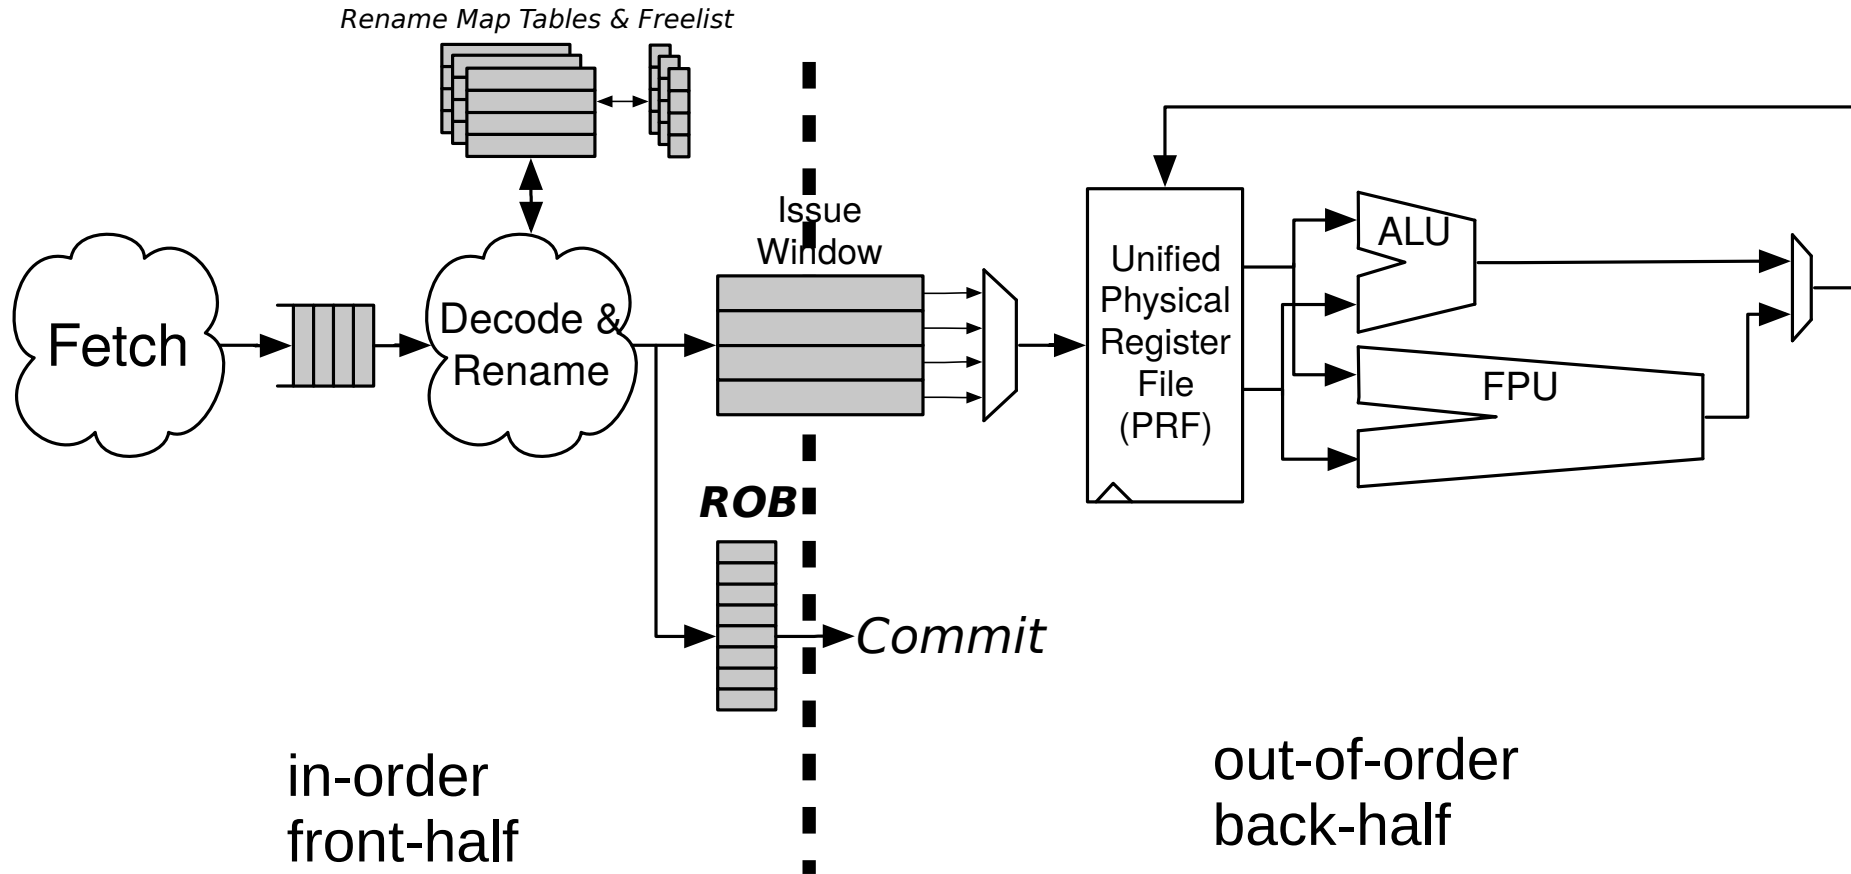 Rename Map Tables & Freelist
Issue
Window
Fetch
Decode &
Rename
Unified
Physical
Register
File
(PRF)
ALU
FPU
ROB
Commit
in-order
front-half
out-of-order
back-half